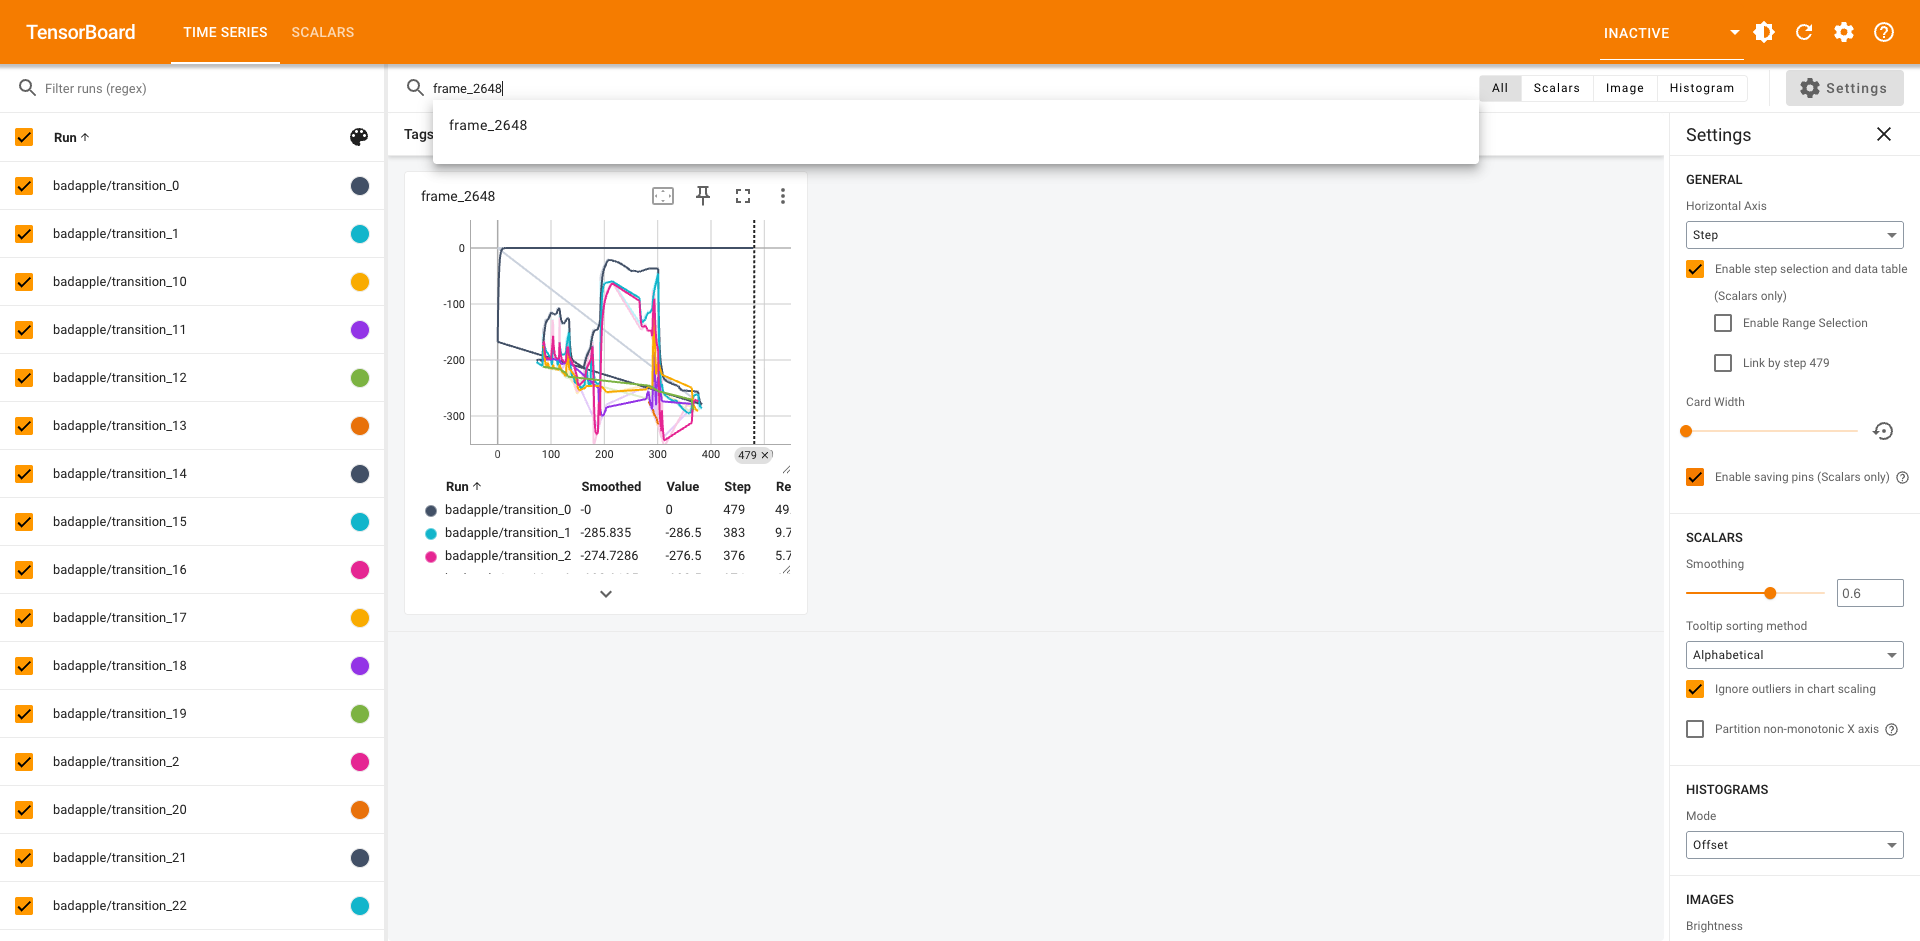 TensorBoard
TIME SERIES
SCALARS
INACTIVE
Filter runs (regex)
frame_2648
All
Scalars
Image
Histogram
Settings
frame_2648
Run
Tags
Settings
badapple/transition_0
badapple/transition_1
badapple/transition_10
badapple/transition_11
badapple/transition_12
badapple/transition_13
badapple/transition_14
badapple/transition_15
badapple/transition_16
badapple/transition_17
badapple/transition_18
badapple/transition_19
badapple/transition_2
badapple/transition_20
badapple/transition_21
badapple/transition_22
frame_2648
0
-100
-200
-300
0 100 200 300 400 479
Run Smoothed Value Step Re
badapple/transition_0 -0 0 479 49.
badapple/transition_1 -285.835 -286.5 383 9.7
badapple/transition_2 -274.7286 -276.5 376 5.7
GENERAL
Horizontal Axis
Step
Enable step selection and data table
(Scalars only)
Enable Range Selection
Link by step 479
Card Width
Enable saving pins (Scalars only)
SCALARS
Smoothing
0.6
Tooltip sorting method
Alphabetical
Ignore outliers in chart scaling
Partition non-monotonic X axis
HISTOGRAMS
Mode
Offset
IMAGES
Brightness